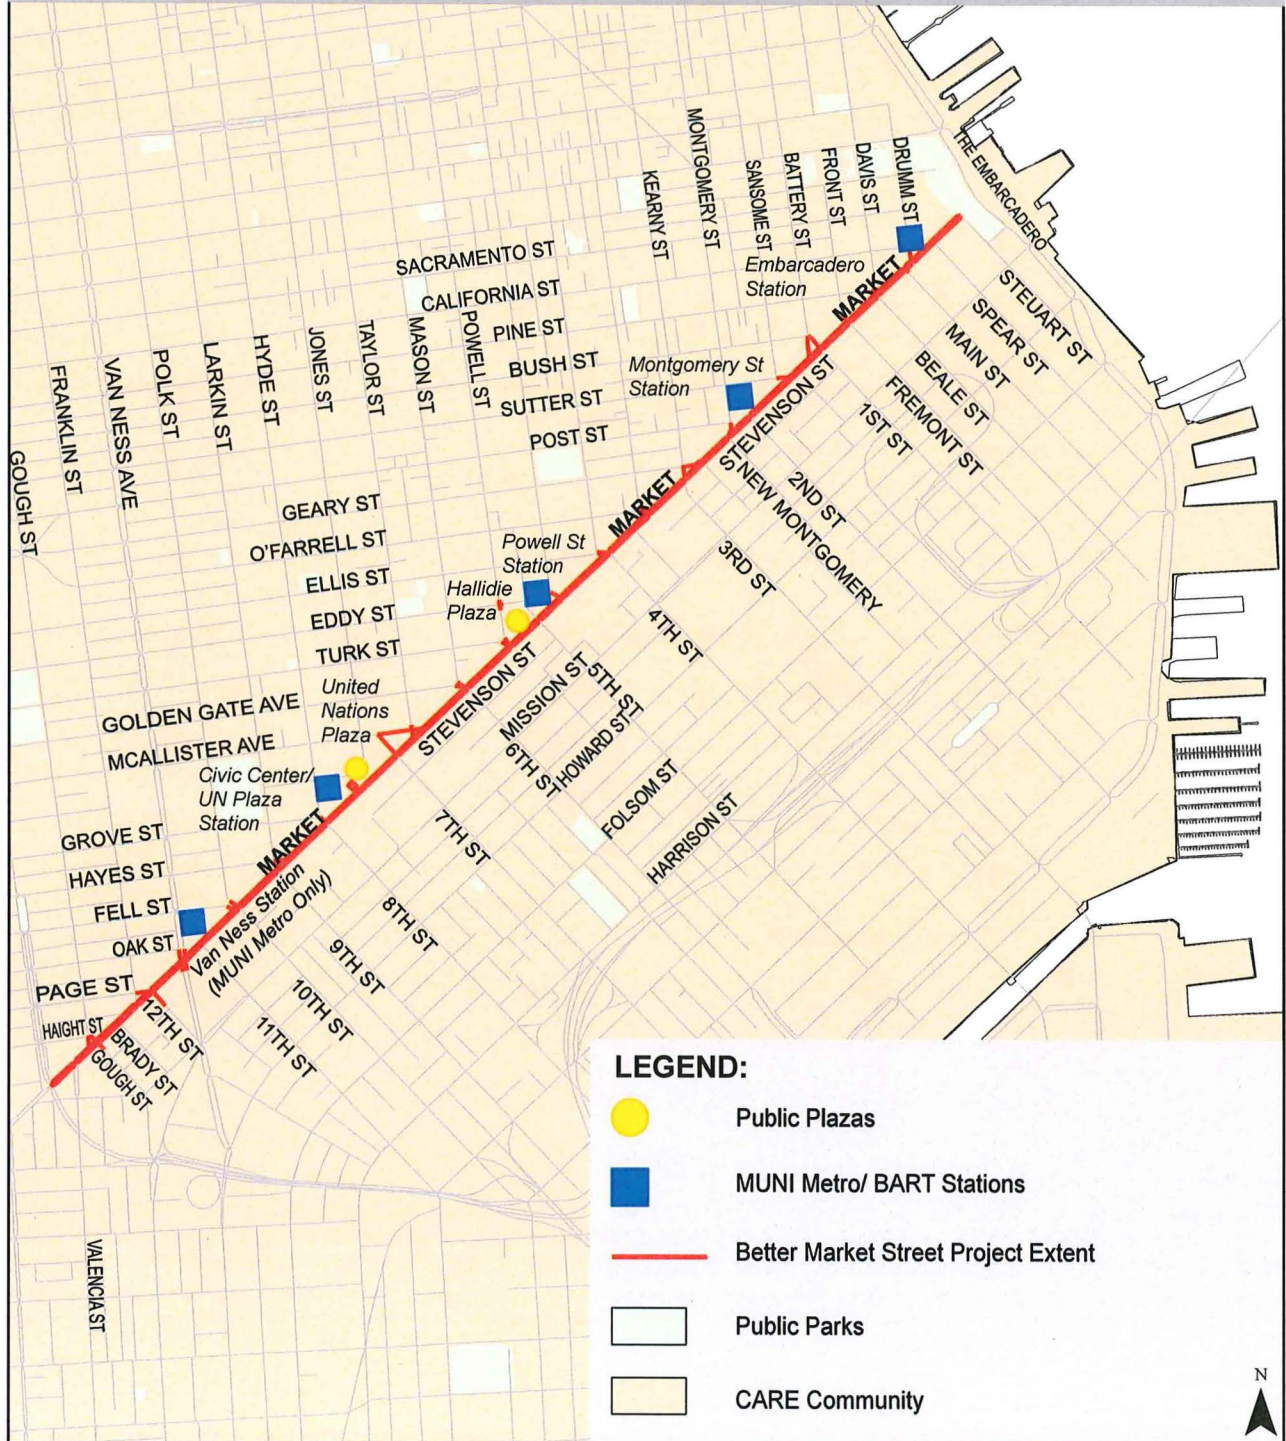 THE EMBARCADERO
DRUMM ST
DAVIS ST
FRONT ST
BATTERY ST
SANSOME ST
MONTGOMERY ST
KEARNY ST
SACRAMENTO ST
CALIFORNIA ST
PINE ST
BUSH ST
SUTTER ST
POST ST
Embarcadero
Station
MARKET
STEUART ST
SPEAR ST
MAIN ST
BEALE ST
FREMONT ST
1ST ST
Montgomery St
Station
STEVENSON ST
2ND ST
NEW MONTGOMERY
3RD ST
4TH ST
5TH ST
POWELL ST
MASON ST
TAYLOR ST
JONES ST
HYDE ST
LARKIN ST
POLK ST
VAN NESS AVE
FRANKLIN ST
GOUGH ST
GEARY ST
O'FARRELL ST
ELLIS ST
EDDY ST
TURK ST
GOLDEN GATE AVE
MCALLISTER AVE
MARKET
Powell St
Station
Hallidie
Plaza
STEVENSON ST
MISSION ST
HOWARD ST
6TH ST
FOLSOM ST
HARRISON ST
United
Nations
Plaza
Civic Center/
UN Plaza
Station
7TH ST
8TH ST
9TH ST
10TH ST
11TH ST
MARKET
Van Ness Station
(MUNI Metro Only)
GROVE ST
HAYES ST
FELL ST
OAK ST
PAGE ST
HAIGHT ST
12TH ST
BRADY ST
GOUGH ST
VALENCIA ST
LEGEND:
Public Plazas
MUNI Metro/ BART Stations
Better Market Street Project Extent
Public Parks
CARE Community
N